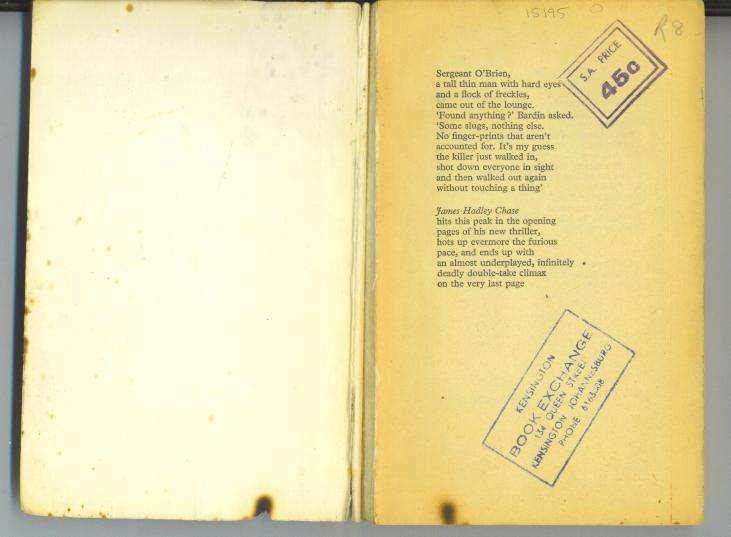 15195 O
R8
S.A. PRICE
45c
Sergeant O'Brien,
a tall thin man with hard eyes
and a flock of freckles,
came out of the lounge.
'Found anything?' Bardin asked.
'Some slugs, nothing else.
No finger-prints that aren't
accounted for. It's my guess
the killer just walked in,
shot down everyone in sight
and then walked out again
without touching a thing'
James Hadley Chase
hits this peak in the opening
pages of his new thriller,
hots up evermore the furious
pace, and ends up with
an almost underplayed, infinitely
deadly double-take climax
on the very last page
KENSINGTON
BOOK EXCHANGE
134 QUEEN STREET
KENSINGTON JOHANNESBURG
PHONE